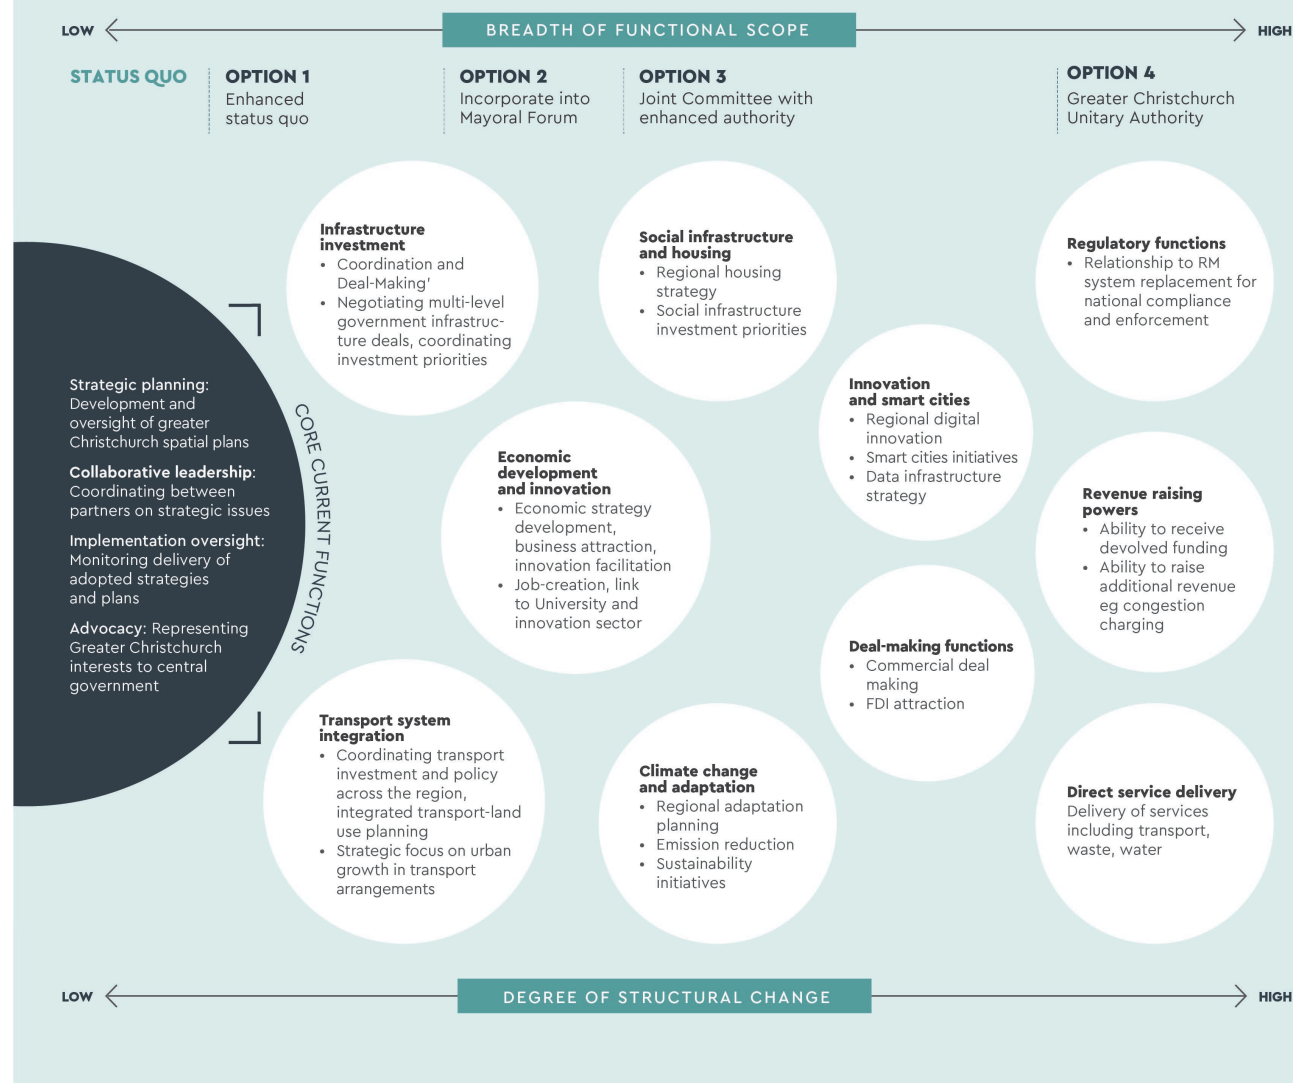 LOW
BREADTH OF FUNCTIONAL SCOPE
HIGH
STATUS QUO
OPTION 1
Enhanced
status quo
OPTION 2
Incorporate into
Mayoral Forum
OPTION 3
Joint Committee with
enhanced authority
OPTION 4
Greater Christchurch
Unitary Authority
Strategic planning:
Development and
oversight of greater
Christchurch spatial plans
Collaborative leadership:
Coordinating between
partners on strategic issues
Implementation oversight:
Monitoring delivery of
adopted strategies
and plans
Advocacy: Representing
Greater Christchurch
interests to central
government
CORE CURRENT FUNCTIONS
Infrastructure
investment
• Coordination and
Deal-Making'
• Negotiating multi-level
government infrastruc-
ture deals, coordinating
investment priorities
Transport system
integration
• Coordinating transport
investment and policy
across the region,
integrated transport-land
use planning
• Strategic focus on urban
growth in transport
arrangements
Economic
development
and innovation
• Economic strategy
development,
business attraction,
innovation facilitation
• Job-creation, link
to University and
innovation sector
Social infrastructure
and housing
• Regional housing
strategy
• Social infrastructure
investment priorities
Climate change
and adaptation
• Regional adaptation
planning
• Emission reduction
• Sustainability
initiatives
Innovation
and smart cities
• Regional digital
innovation
• Smart cities initiatives
• Data infrastructure
strategy
Deal-making functions
• Commercial deal
making
• FDI attraction
Regulatory functions
• Relationship to RM
system replacement for
national compliance
and enforcement
Revenue raising
powers
• Ability to receive
devolved funding
• Ability to raise
additional revenue
eg congestion
charging
Direct service delivery
Delivery of services
including transport,
waste, water
LOW
DEGREE OF STRUCTURAL CHANGE
HIGH